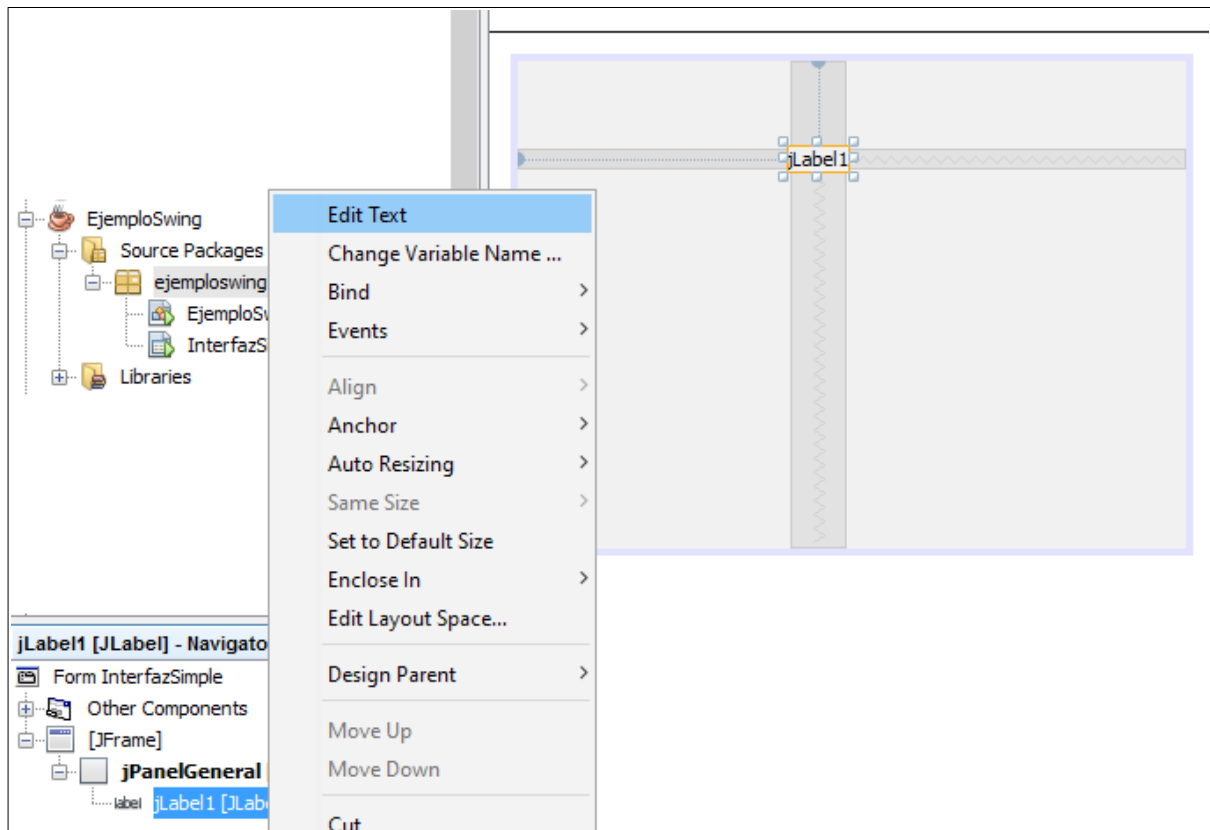 jLabel1
EjemploSwing
Source Packages
ejemploswing
EjemploSw
InterfazS
Libraries
Edit Text
Change Variable Name ...
Bind
Events
Align
Anchor
Auto Resizing
Same Size
Set to Default Size
Enclose In
Edit Layout Space...
Design Parent
Move Up
Move Down
Cut
jLabel1 [JLabel] - Navigato
Form InterfazSimple
Other Components
[JFrame]
jPanelGeneral
label jLabel1 [JLabe